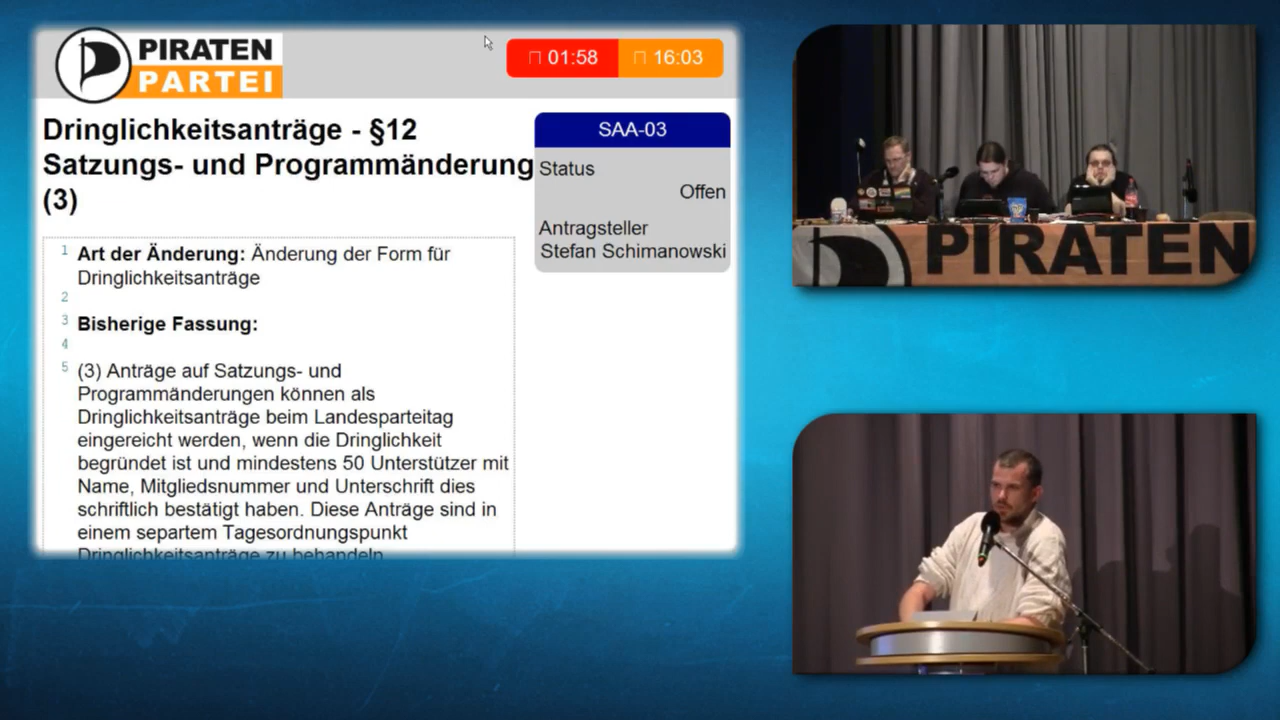 PIRATEN
PARTEI
01:58
16:03
Dringlichkeitsanträge - §12
Satzungs- und Programmänderung
(3)
SAA-03
Status
Offen
Antragsteller
Stefan Schimanowski
1 Art der Änderung: Änderung der Form für
Dringlichkeitsanträge
2
3 Bisherige Fassung:
4
5 (3) Anträge auf Satzungs- und
Programmänderungen können als
Dringlichkeitsanträge beim Landesparteitag
eingereicht werden, wenn die Dringlichkeit
begründet ist und mindestens 50 Unterstützer mit
Name, Mitgliedsnummer und Unterschrift dies
schriftlich bestätigt haben. Diese Anträge sind in
einem separtem Tagesordnungspunkt
Dringlichkeitsanträge zu behandeln
PIRATEN